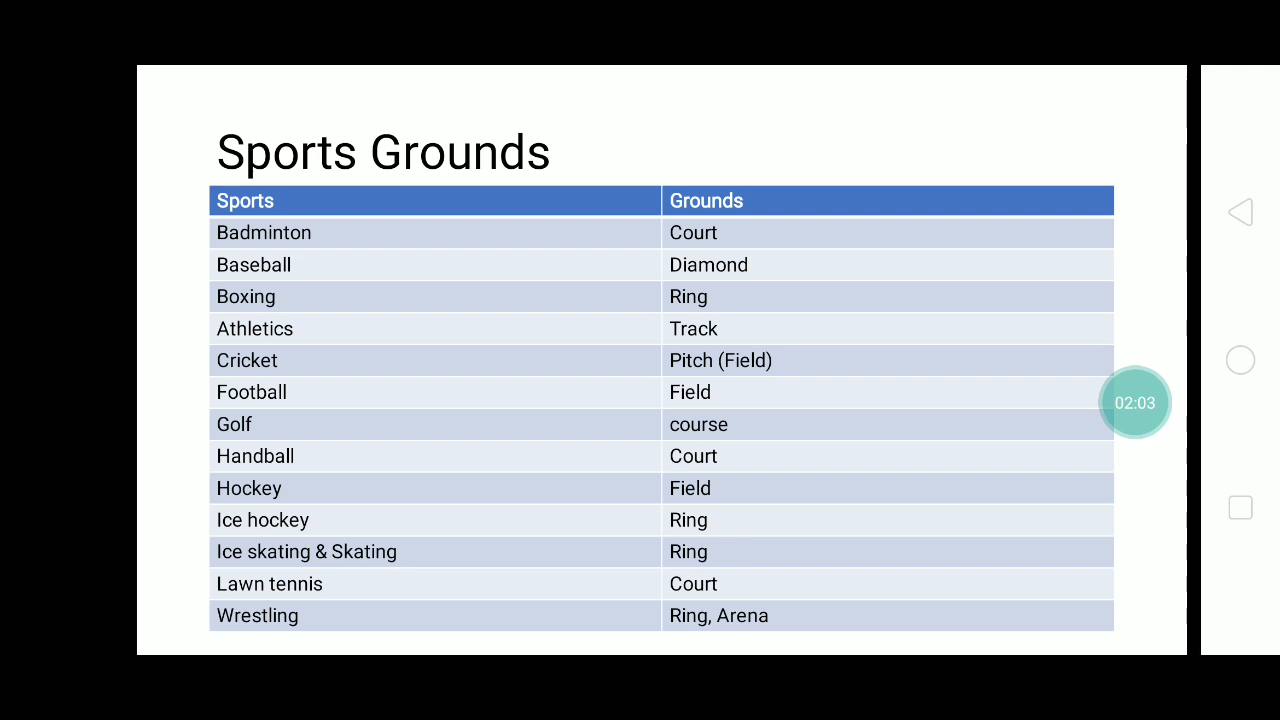 Sports Grounds
Sports Grounds
Badminton Court
Baseball Diamond
Boxing Ring
Athletics Track
Cricket Pitch (Field)
Football Field
Golf course
Handball Court
Hockey Field
Ice hockey Ring
Ice skating & Skating Ring
Lawn tennis Court
Wrestling Ring, Arena
02:03